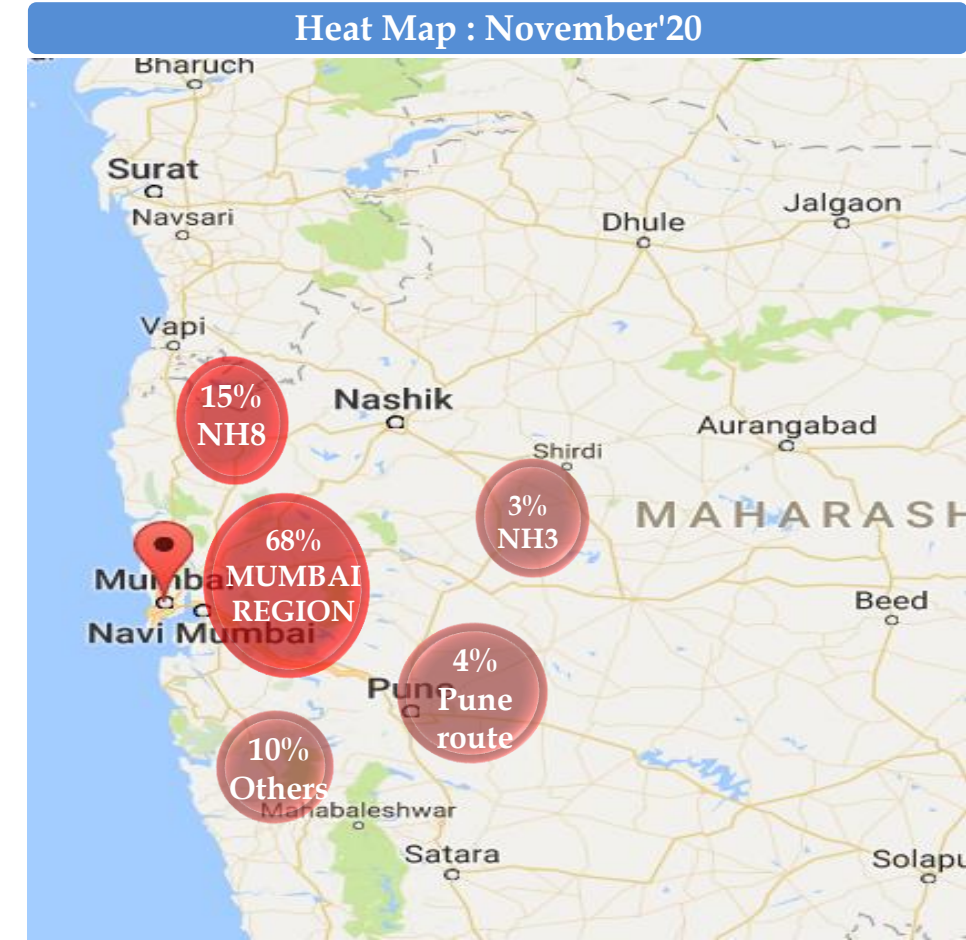 Heat Map : November'20
Bharuch
Surat
Navsari
Dhule
Jalgaon
Vapi
15%
NH8
Nashik
Aurangabad
Shirdi
3%
NH3
MAHARASH
68%
MUMBAI
REGION
Mumbai
Navi Mumbai
Beed
4%
Pune
route
Pune
10%
Others
Mahabaleshwar
Satara
Solapu